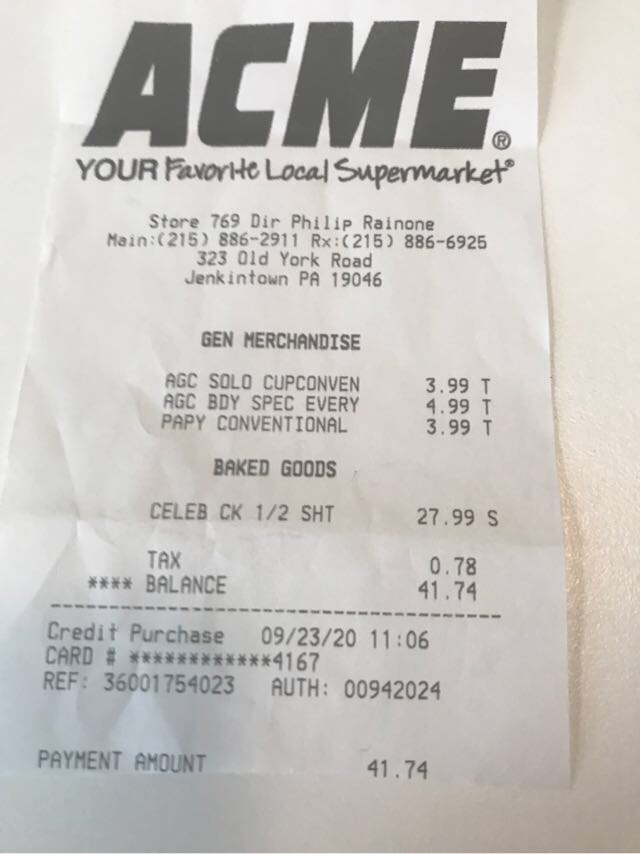 ACME®
YOUR Favorite Local Supermarket®
Store 769 Dir Philip Rainone
Main:(215) 886-2911 Rx:(215) 886-6925
323 Old York Road
Jenkintown PA 19046
GEN MERCHANDISE
AGC SOLO CUPCONVEN 3.99 T
AGC BDY SPEC EVERY 4.99 T
PAPY CONVENTIONAL 3.99 T
BAKED GOODS
CELEB CK 1/2 SHT 27.99 S
TAX 0.78
**** BALANCE 41.74
Credit Purchase 09/23/20 11:06
CARD # ************4167
REF: 36001754023 AUTH: 00942024
PAYMENT AMOUNT 41.74